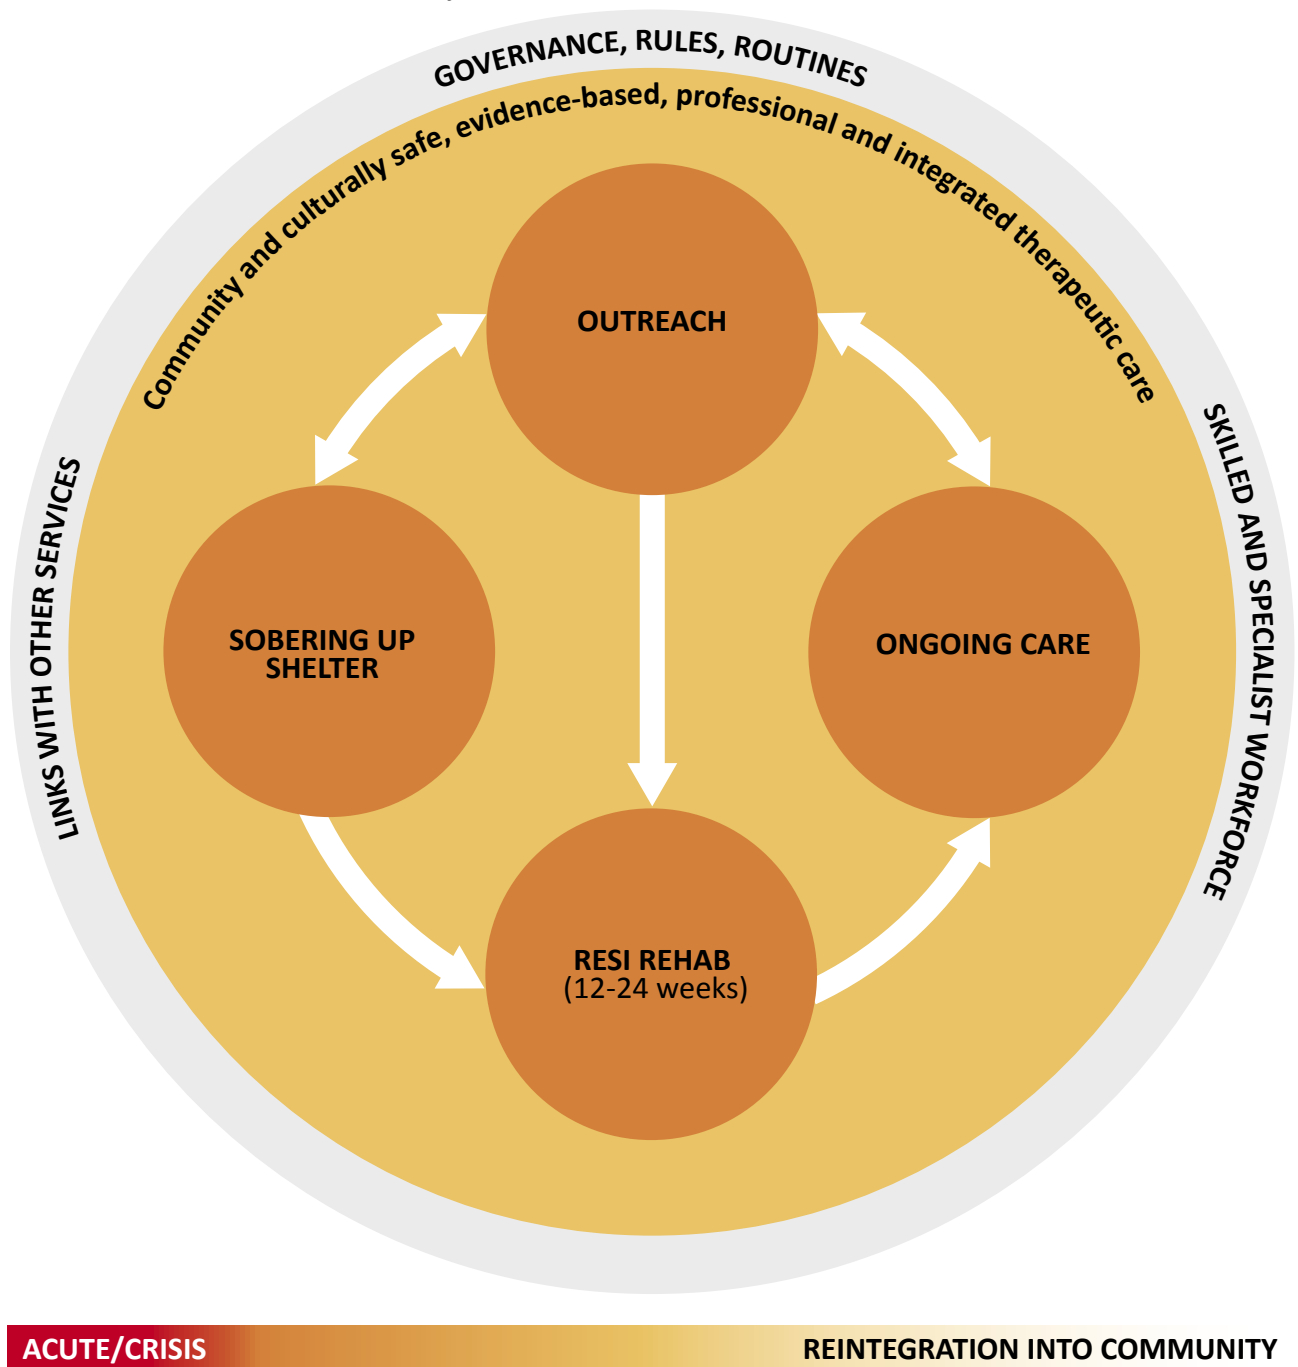 GOVERNANCE, RULES, ROUTINES
Community and culturally safe, evidence-based, professional and integrated therapeutic care
OUTREACH
LINKS WITH OTHER SERVICES
SKILLED AND SPECIALIST WORKFORCE
SOBERING UP
SHELTER
ONGOING CARE
RESI REHAB
(12-24 weeks)
ACUTE/CRISIS
REINTEGRATION INTO COMMUNITY